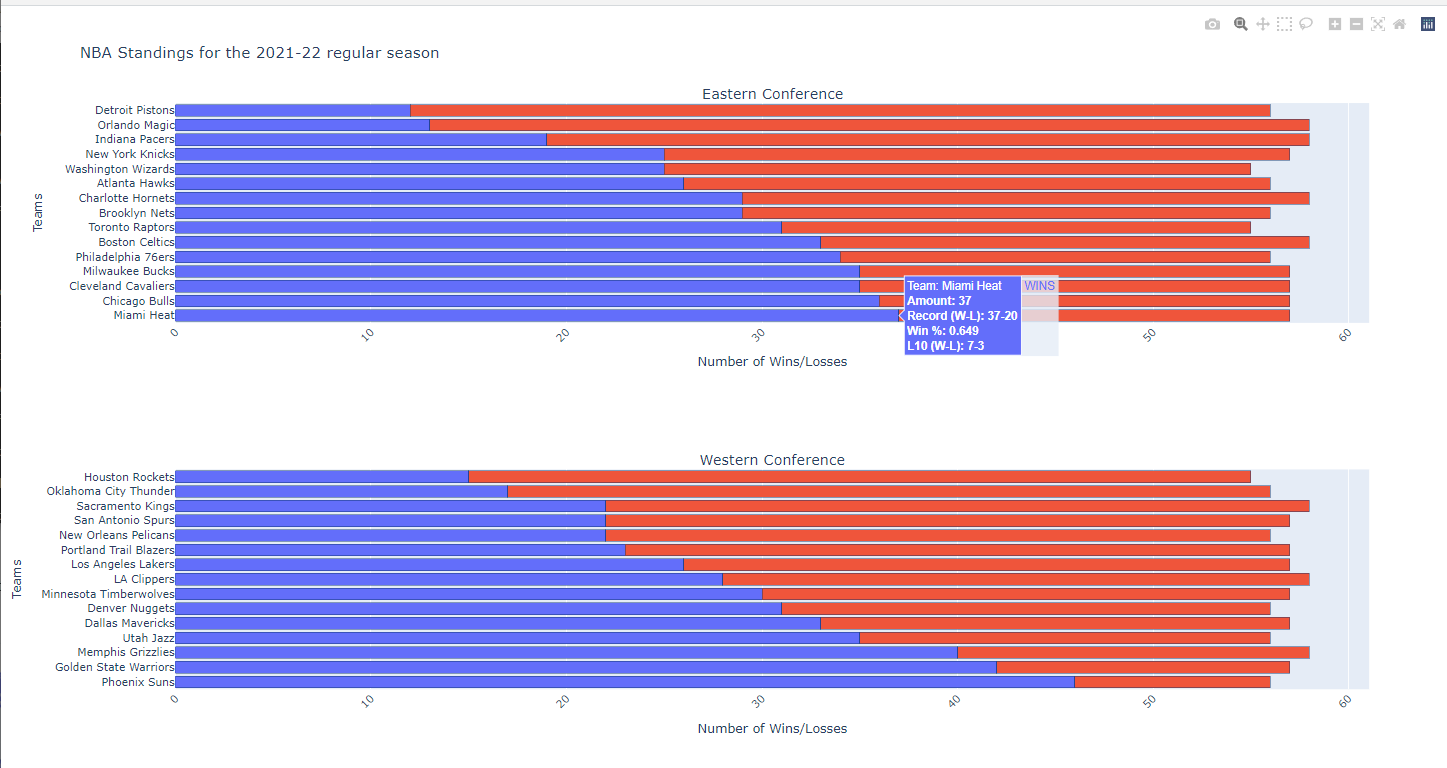 NBA Standings for the 2021-22 regular season
Eastern Conference
Teams
Detroit Pistons
Orlando Magic
Indiana Pacers
New York Knicks
Washington Wizards
Atlanta Hawks
Charlotte Hornets
Brooklyn Nets
Toronto Raptors
Boston Celtics
Philadelphia 76ers
Milwaukee Bucks
Cleveland Cavaliers
Chicago Bulls
Miami Heat
Team: Miami Heat WINS
Amount: 37
Record (W-L): 37-20
Win %: 0.649
L10 (W-L): 7-3
0 10 20 30 50 60
Number of Wins/Losses
Western Conference
Teams
Houston Rockets
Oklahoma City Thunder
Sacramento Kings
San Antonio Spurs
New Orleans Pelicans
Portland Trail Blazers
Los Angeles Lakers
LA Clippers
Minnesota Timberwolves
Denver Nuggets
Dallas Mavericks
Utah Jazz
Memphis Grizzlies
Golden State Warriors
Phoenix Suns
0 10 20 30 40 50 60
Number of Wins/Losses